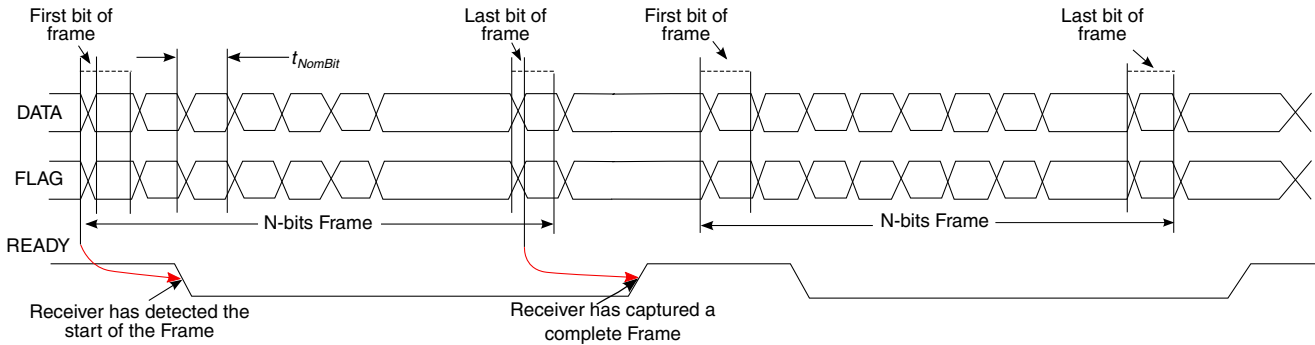 First bit of
frame
t_NomBit
Last bit of
frame
First bit of
frame
Last bit of
frame
DATA
FLAG
N-bits Frame
N-bits Frame
READY
Receiver has detected the
start of the Frame
Receiver has captured a
complete Frame